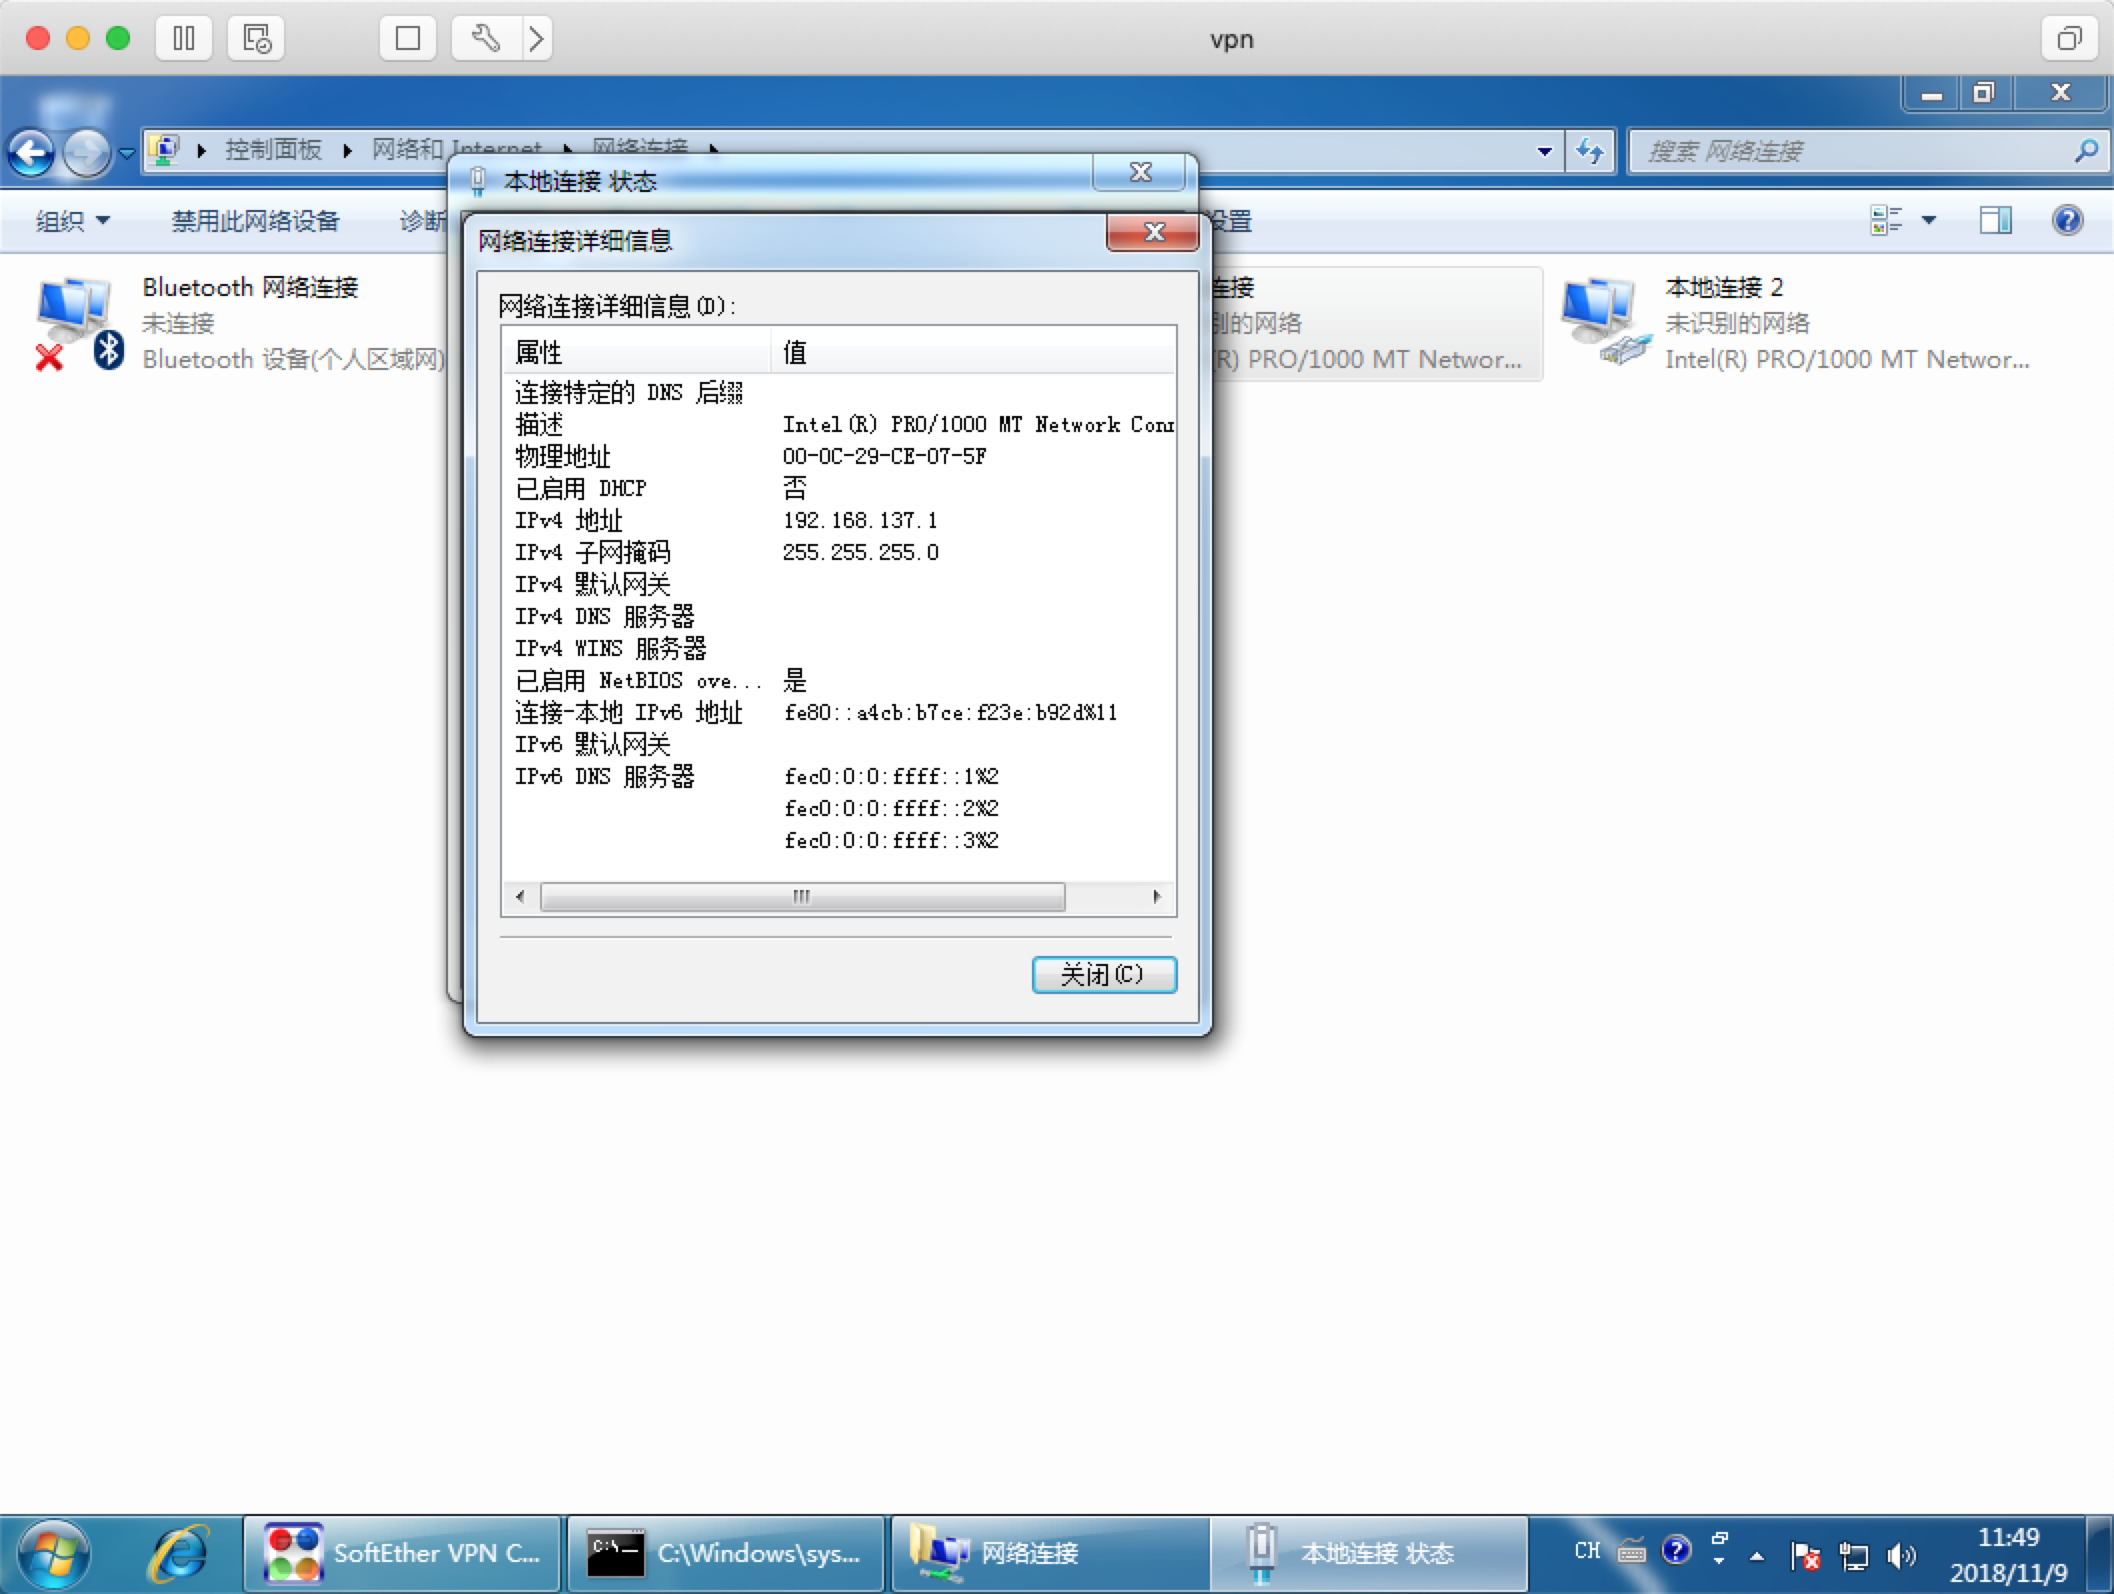 vpn
控制面板 网络和 Internet 网络连接
搜索 网络连接
本地连接 状态
组织 禁用此网络设备 诊断 设置
网络连接详细信息
Bluetooth 网络连接
未连接
Bluetooth 设备(个人区域网)
连接
别的网络
(R) PRO/1000 MT Networ...
本地连接 2
未识别的网络
Intel(R) PRO/1000 MT Networ...
网络连接详细信息(D):
属性 值
连接特定的 DNS 后缀
描述 Intel(R) PRO/1000 MT Network Conn
物理地址 00-0C-29-CE-07-5F
已启用 DHCP 否
IPv4 地址 192.168.137.1
IPv4 子网掩码 255.255.255.0
IPv4 默认网关
IPv4 DNS 服务器
IPv4 WINS 服务器
已启用 NetBIOS ove... 是
连接-本地 IPv6 地址 fe80::a4cb:b7ce:f23e:b92d%11
IPv6 默认网关
IPv6 DNS 服务器 fec0:0:0:ffff::1%2
fec0:0:0:ffff::2%2
fec0:0:0:ffff::3%2
关闭(C)
SoftEther VPN C...
C:\Windows\sys...
网络连接
本地连接 状态
CH
11:49
2018/11/9